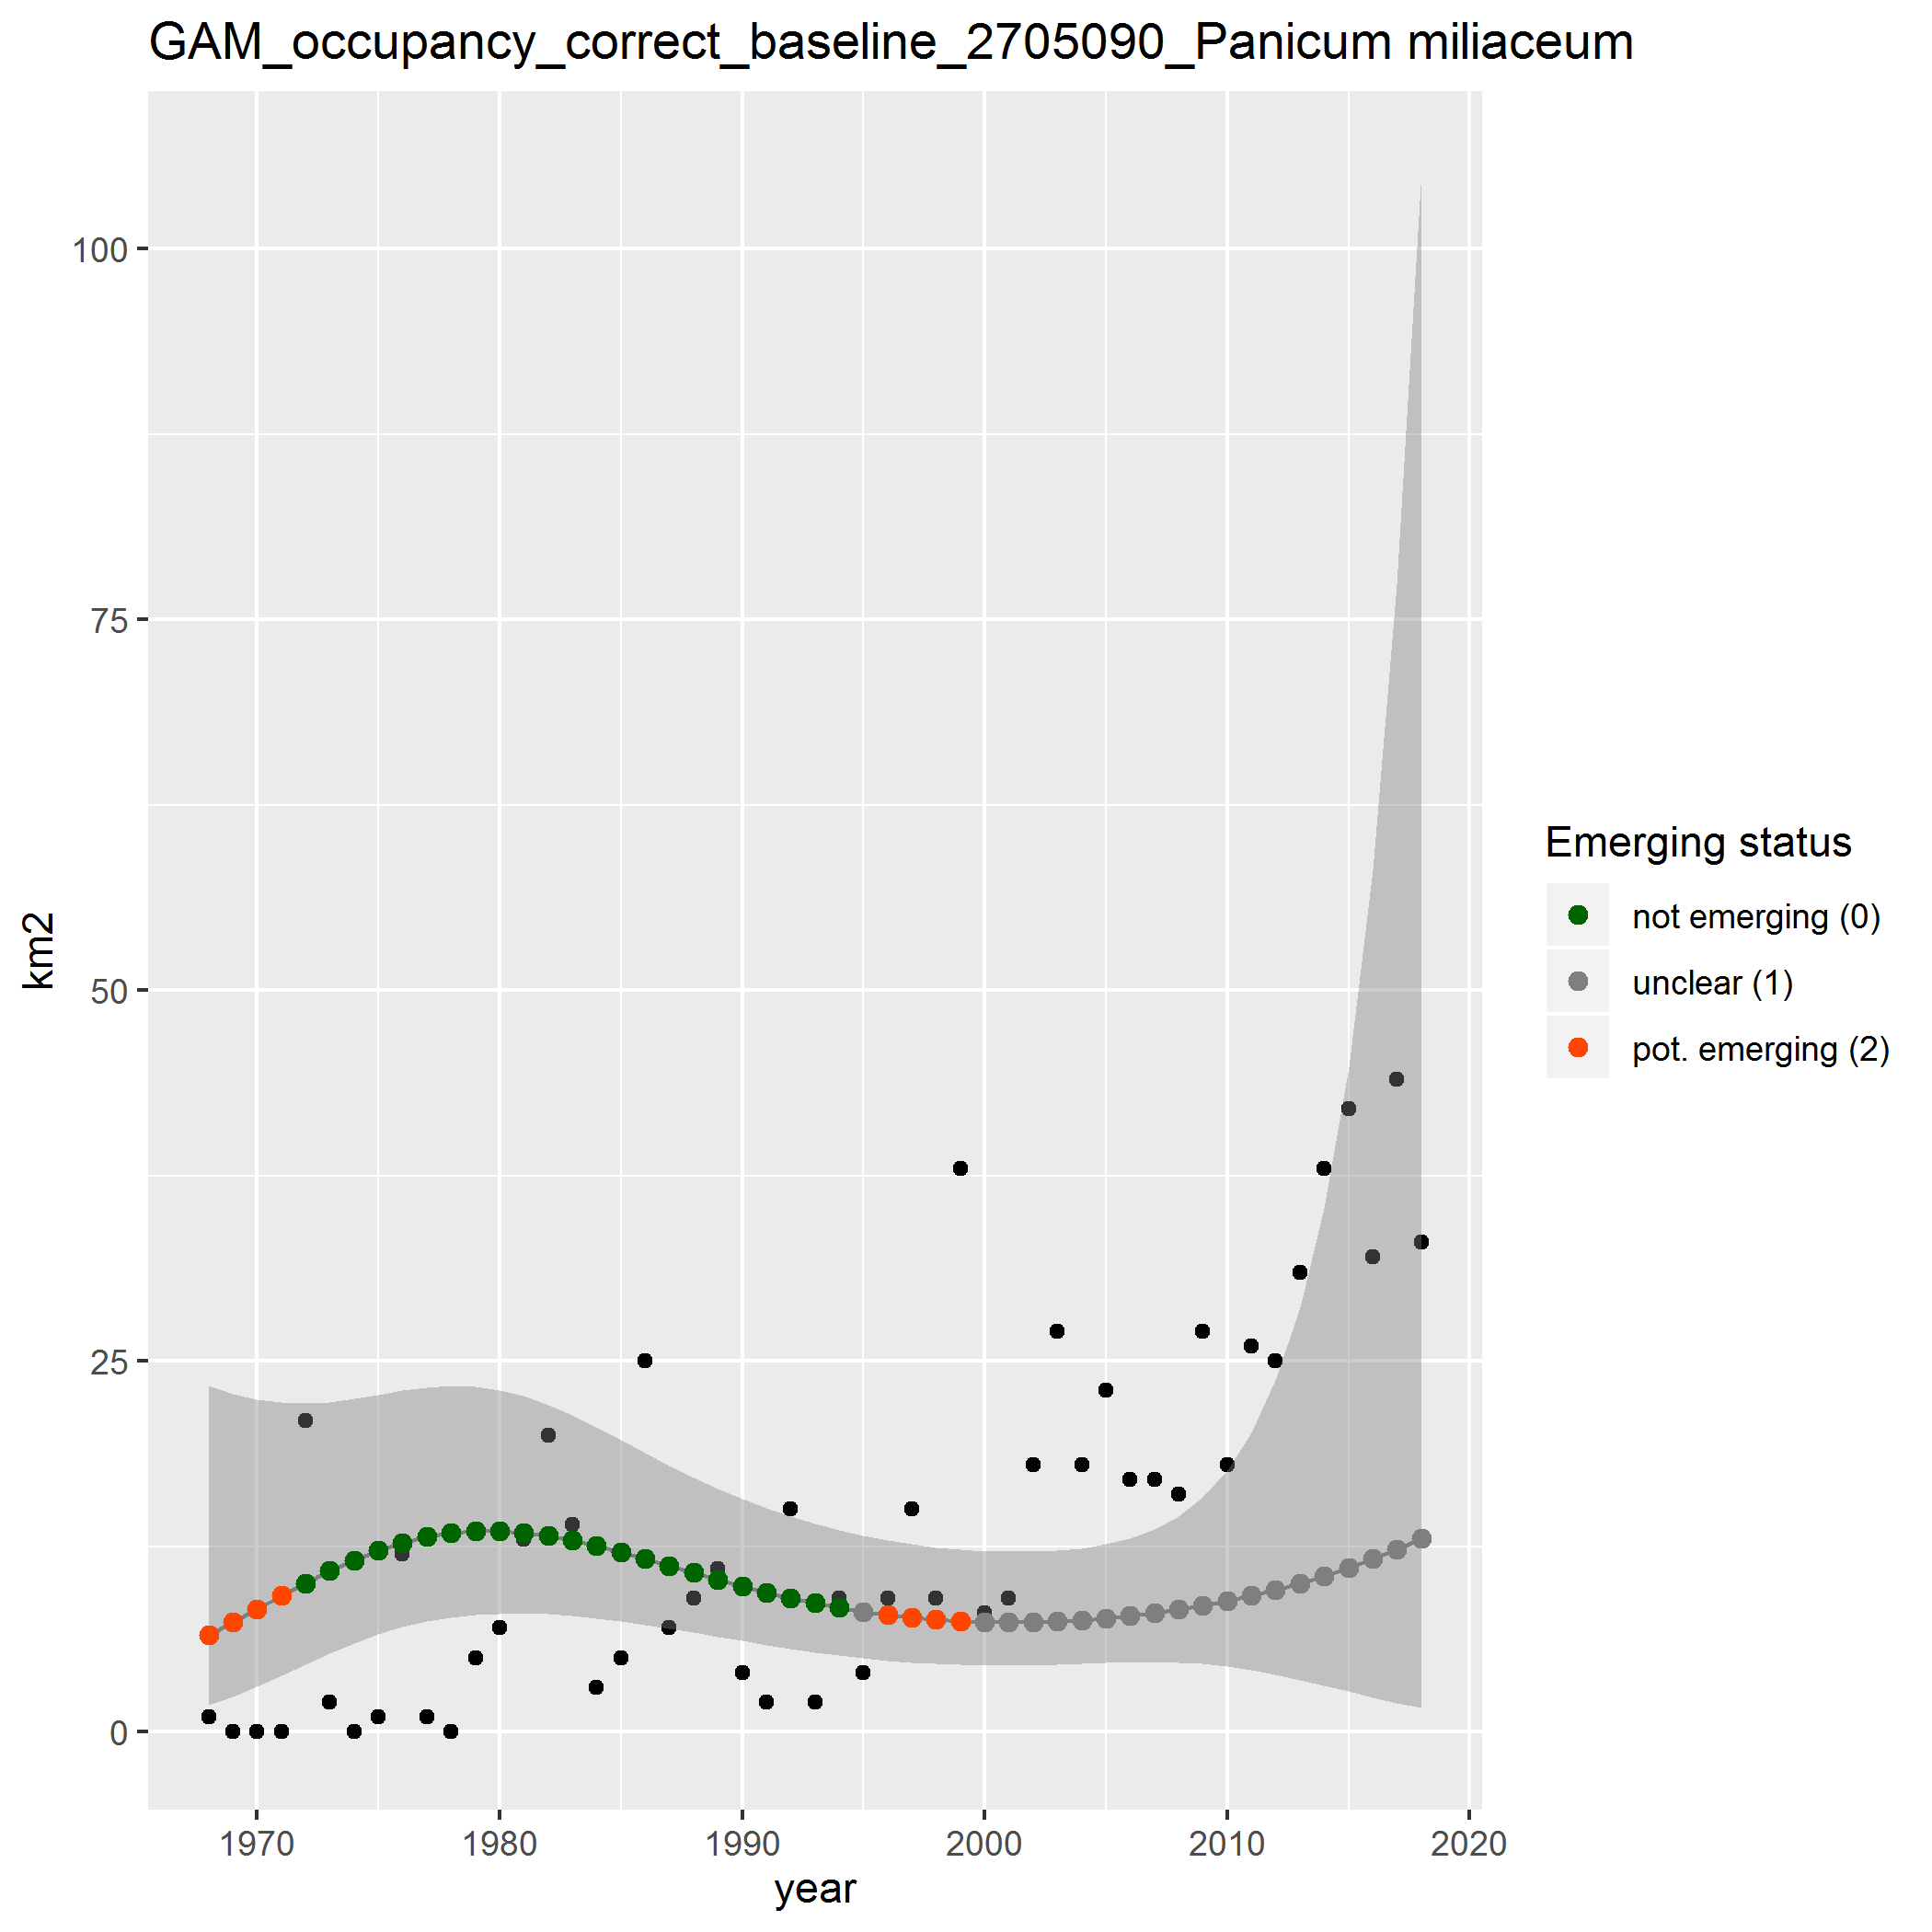 GAM_occupancy_correct_baseline_2705090_Panicum miliaceum
100
75
50
25
0
km2
1970 1980 1990 2000 2010 2020
year
Emerging status
not emerging (0)
unclear (1)
pot. emerging (2)